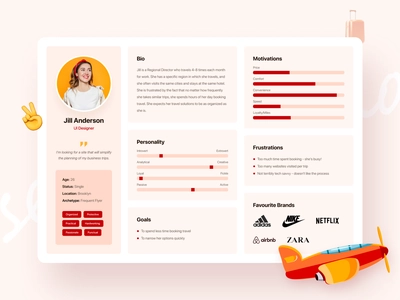 Jill Anderson
UI Designer
I'm looking for a site that will simplify
the planning of my business trips
Age: 29
Status: Single
Location: Brooklyn
Archetype: Frequent Flyer
Organised
Protective
Practical
Hardworking
Passionate
Punctual
Bio
Jill is a Regional Director who travels 4-8 times each month
for work. She has a specific region in which she travels, and
she often visits the same cities and stays at the same hotel.
She is frustrated by the fact that no matter how frequently
she takes similar trips, she spends hours of her day booking
travel. She expects her travel solutions to be as organized as
she is.
Personality
Introvert
Extrovert
Analytical
Creative
Loyal
Fickle
Passive
Active
Goals
To spend less time booking travel
To narrow her options quickly
Motivations
Price
Comfort
Convenience
Speed
Loyalty/Miles
Frustrations
Too much time spent booking - she's busy!
Too many websites visited per trip
Not terribly tech savvy - doesn't like the process
Favourite Brands
adidas
NIKE
NETFLIX
airbnb
ZARA